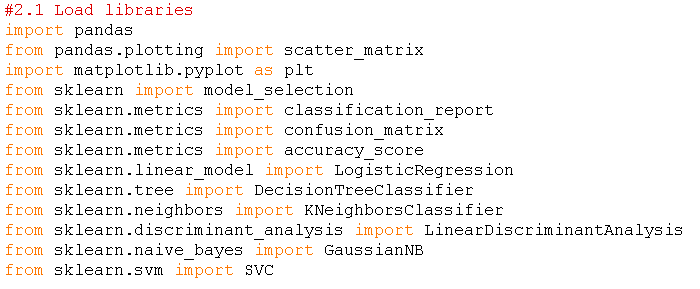 #2.1 Load libraries
import pandas
from pandas.plotting import scatter_matrix
import matplotlib.pyplot as plt
from sklearn import model_selection
from sklearn.metrics import classification_report
from sklearn.metrics import confusion_matrix
from sklearn.metrics import accuracy_score
from sklearn.linear_model import LogisticRegression
from sklearn.tree import DecisionTreeClassifier
from sklearn.neighbors import KNeighborsClassifier
from sklearn.discriminant_analysis import LinearDiscriminantAnalysis
from sklearn.naive_bayes import GaussianNB
from sklearn.svm import SVC